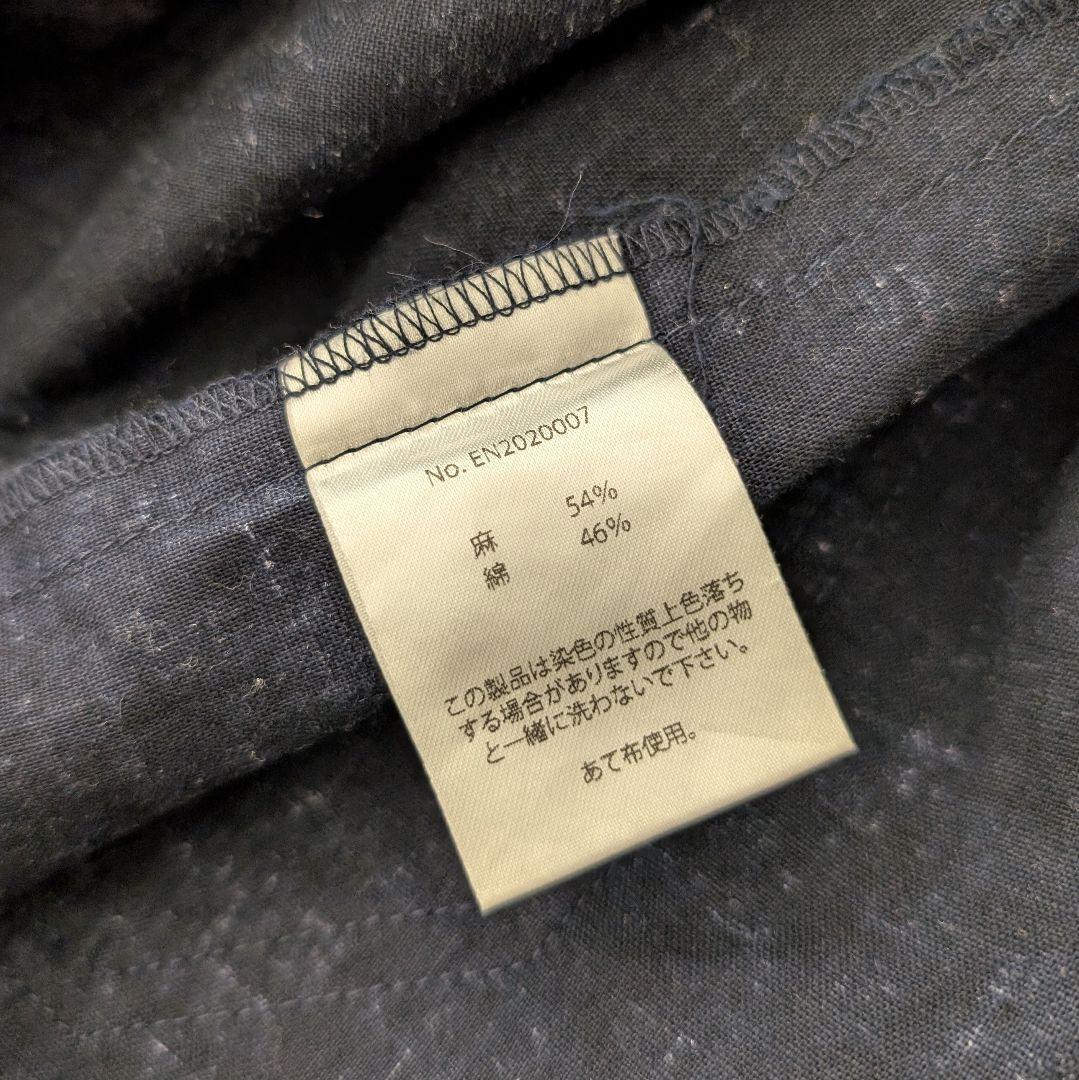 No. EN2020007
麻 54%
綿 46%
この製品は染色の性質上色落ち
する場合がありますので他の物
と一緒に洗わないで下さい。
あて布使用。